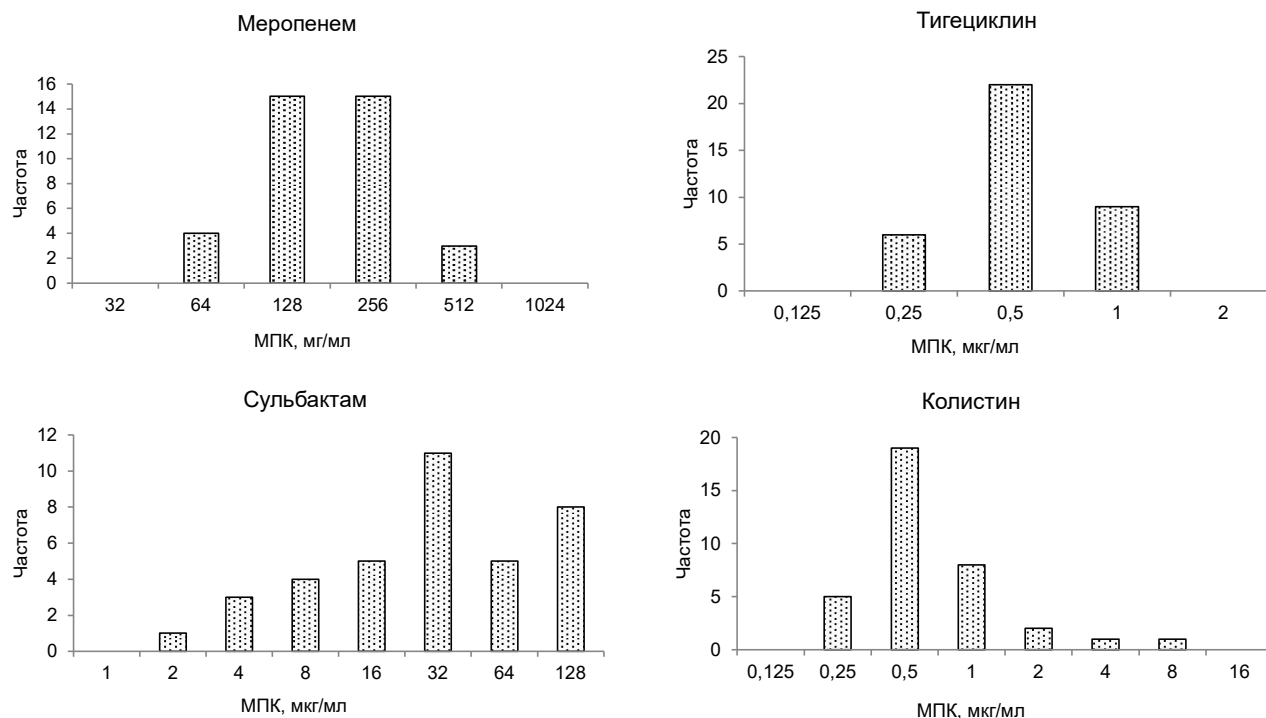 Меропенем
Частота
16
14
12
10
8
6
4
2
0
32 64 128 256 512 1024
МПК, мг/мл
Тигециклин
Частота
25
20
15
10
5
0
0,125 0,25 0,5 1 2
МПК, мкг/мл
Сульбактам
Частота
12
10
8
6
4
2
0
1 2 4 8 16 32 64 128
МПК, мкг/мл
Колистин
Частота
20
15
10
5
0
0,125 0,25 0,5 1 2 4 8 16
МПК, мкг/мл